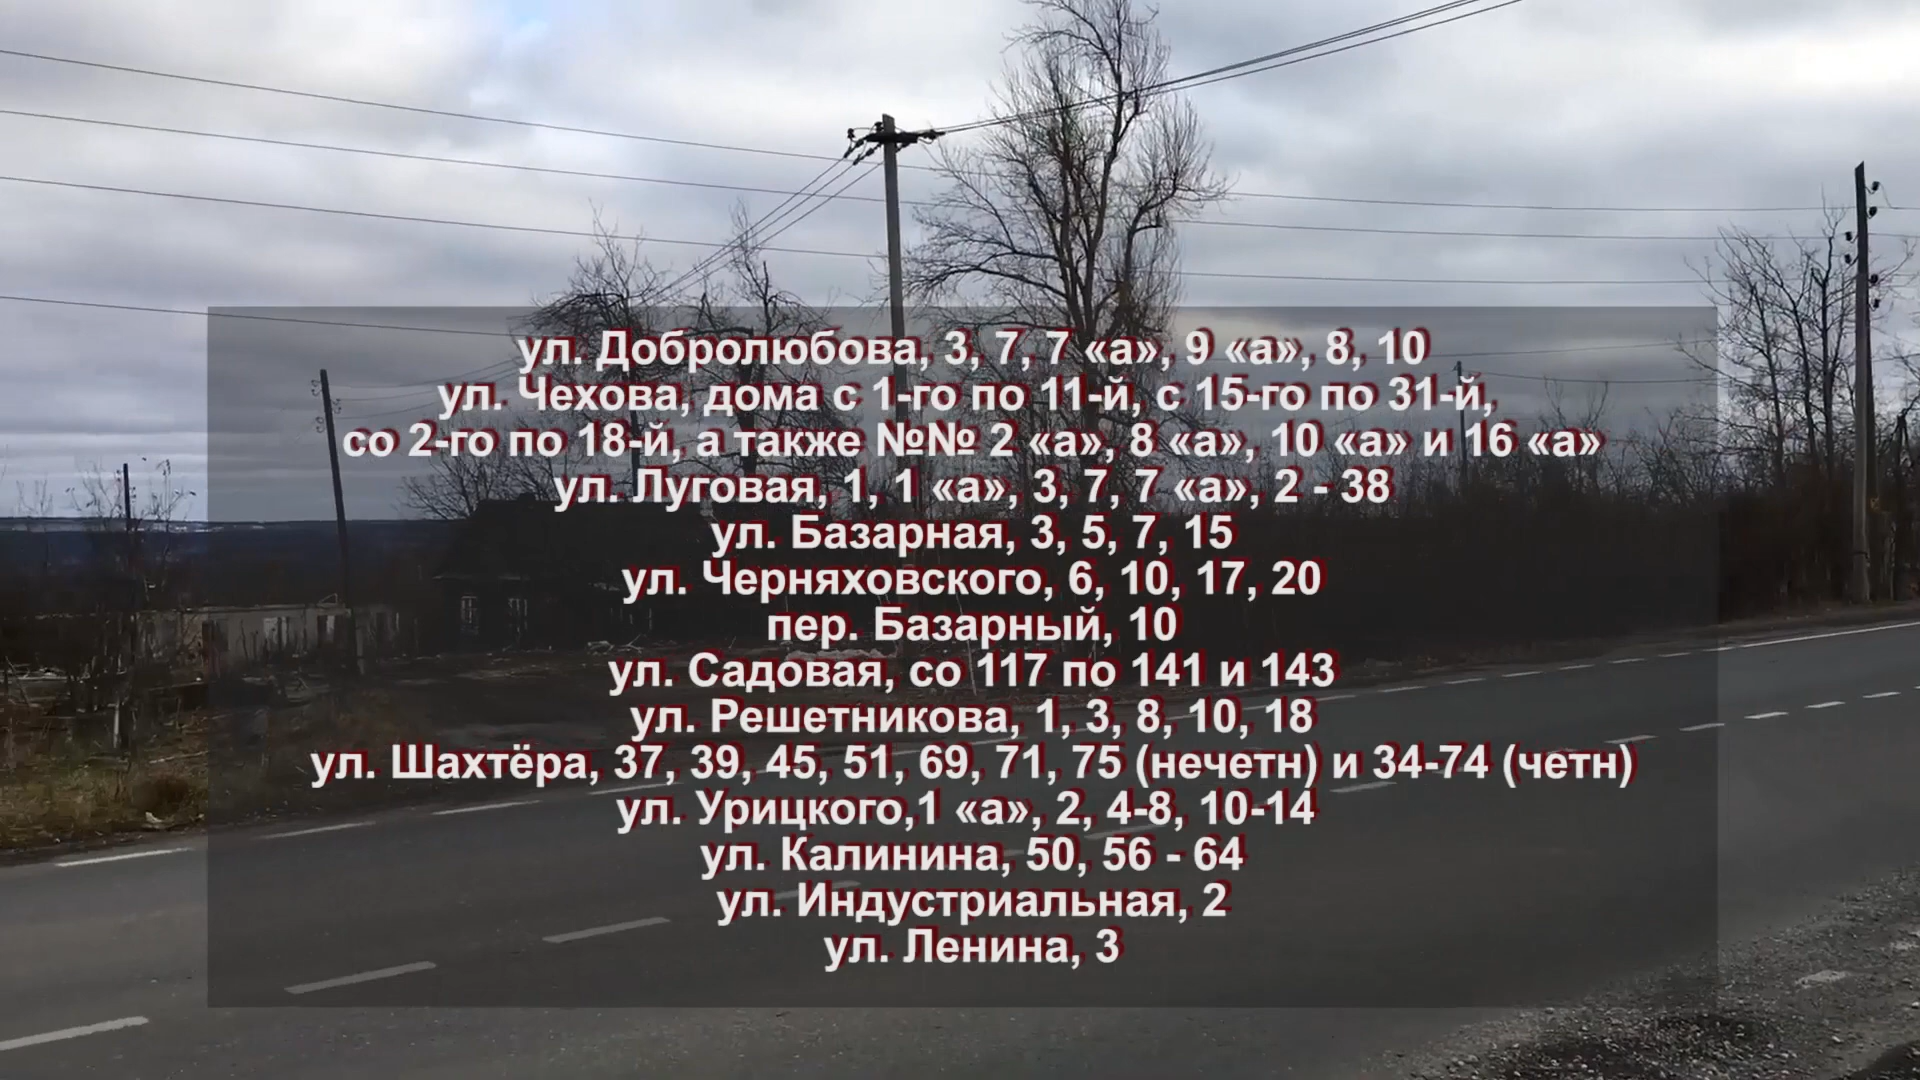 ул. Добролюбова, 3, 7, 7 «а», 9 «а», 8, 10
ул. Чехова, дома с 1-го по 11-й, с 15-го по 31-й,
со 2-го по 18-й, а также №№ 2 «а», 8 «а», 10 «а» и 16 «а»
ул. Луговая, 1, 1 «а», 3, 7, 7 «а», 2 - 38
ул. Базарная, 3, 5, 7, 15
ул. Черняховского, 6, 10, 17, 20
пер. Базарный, 10
ул. Садовая, со 117 по 141 и 143
ул. Решетникова, 1, 3, 8, 10, 18
ул. Шахтёра, 37, 39, 45, 51, 69, 71, 75 (нечетн) и 34-74 (четн)
ул. Урицкого,1 «а», 2, 4-8, 10-14
ул. Калинина, 50, 56 - 64
ул. Индустриальная, 2
ул. Ленина, 3